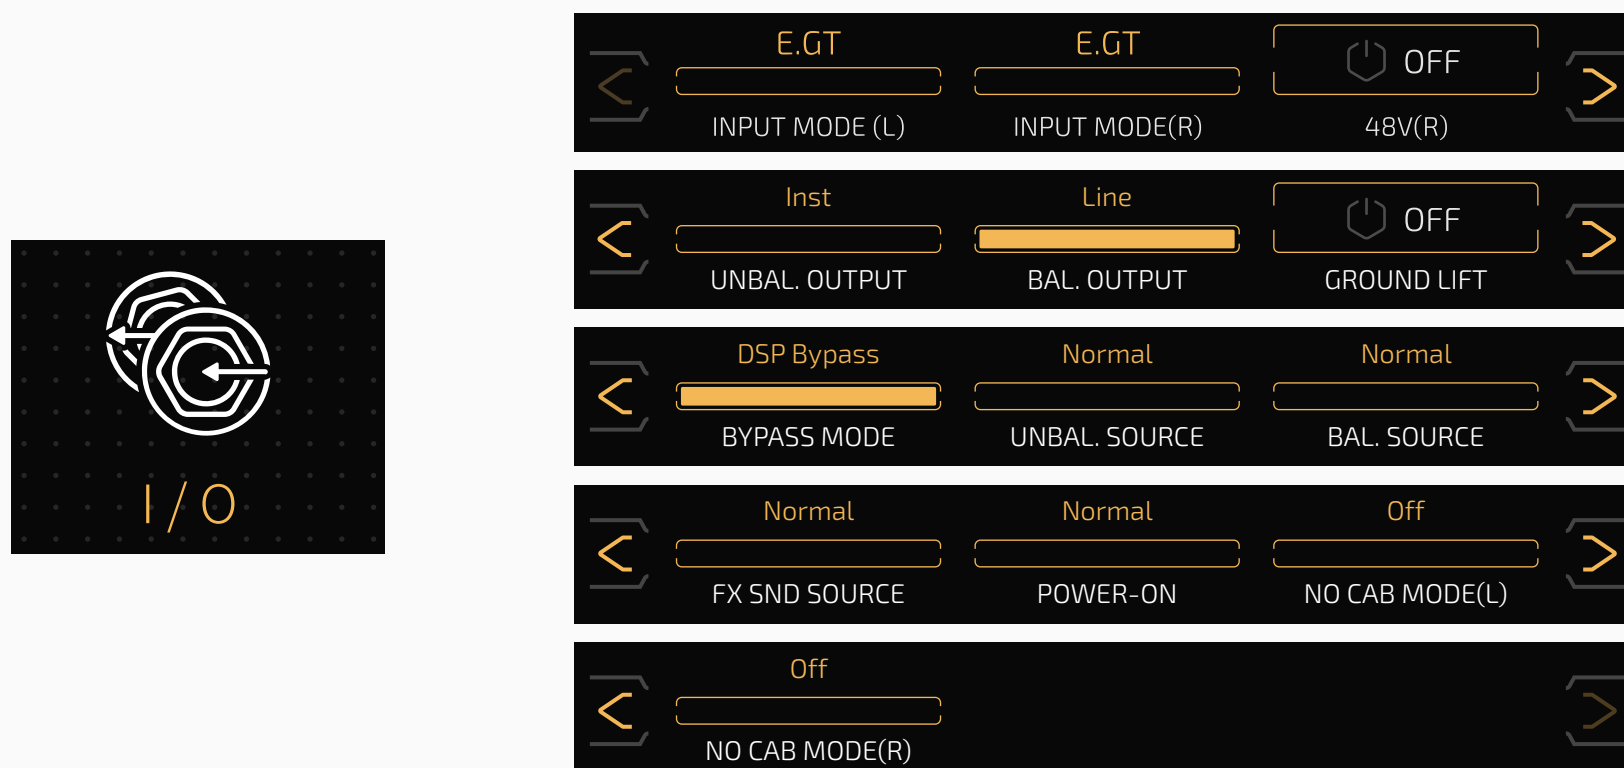 E.GT E.GT OFF
INPUT MODE (L) INPUT MODE(R) 48V(R)
Inst Line OFF
UNBAL. OUTPUT BAL. OUTPUT GROUND LIFT
DSP Bypass Normal Normal
BYPASS MODE UNBAL. SOURCE BAL. SOURCE
I/O
Normal Normal Off
FX SND SOURCE POWER-ON NO CAB MODE(L)
Off
NO CAB MODE(R)